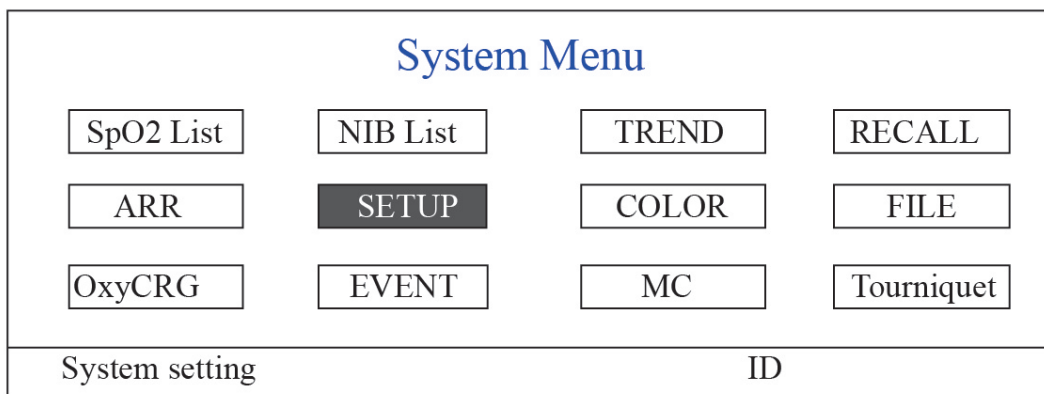 System Menu
SpO2 List NIB List TREND RECALL
ARR SETUP COLOR FILE
OxyCRG EVENT MC Tourniquet
System setting ID